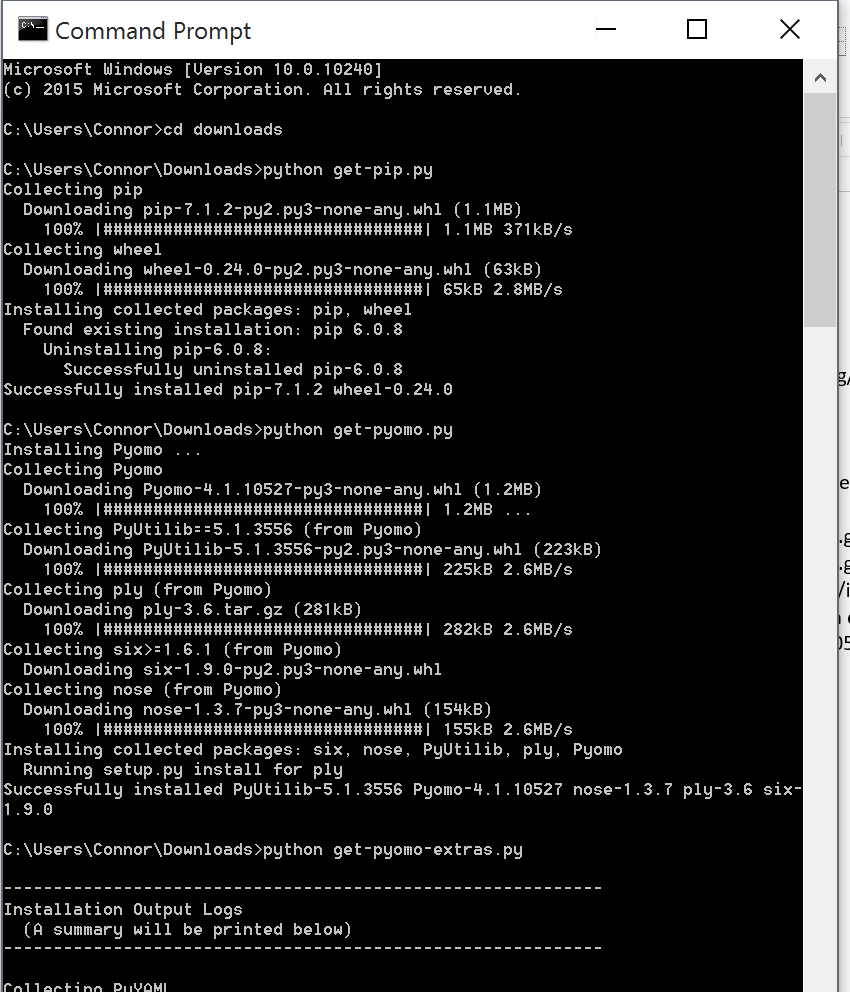 Command Prompt
Microsoft Windows [Version 10.0.10240]
(c) 2015 Microsoft Corporation. All rights reserved.
C:\Users\Connor>cd downloads
C:\Users\Connor\Downloads>python get-pip.py
Collecting pip
  Downloading pip-7.1.2-py2.py3-none-any.whl (1.1MB)
    100% |################################| 1.1MB 371kB/s
Collecting wheel
  Downloading wheel-0.24.0-py2.py3-none-any.whl (63kB)
    100% |################################| 65kB 2.8MB/s
Installing collected packages: pip, wheel
  Found existing installation: pip 6.0.8
    Uninstalling pip-6.0.8:
      Successfully uninstalled pip-6.0.8
Successfully installed pip-7.1.2 wheel-0.24.0
C:\Users\Connor\Downloads>python get-pyomo.py
Installing Pyomo ...
Collecting Pyomo
  Downloading Pyomo-4.1.10527-py3-none-any.whl (1.2MB)
    100% |################################| 1.2MB ...
Collecting PyUtilib==5.1.3556 (from Pyomo)
  Downloading PyUtilib-5.1.3556-py2.py3-none-any.whl (223kB)
    100% |################################| 225kB 2.6MB/s
Collecting ply (from Pyomo)
  Downloading ply-3.6.tar.gz (281kB)
    100% |################################| 282kB 2.6MB/s
Collecting six>=1.6.1 (from Pyomo)
  Downloading six-1.9.0-py2.py3-none-any.whl
Collecting nose (from Pyomo)
  Downloading nose-1.3.7-py3-none-any.whl (154kB)
    100% |################################| 155kB 2.6MB/s
Installing collected packages: six, nose, PyUtilib, ply, Pyomo
  Running setup.py install for ply
Successfully installed PyUtilib-5.1.3556 Pyomo-4.1.10527 nose-1.3.7 ply-3.6 six-
1.9.0
C:\Users\Connor\Downloads>python get-pyomo-extras.py
------------------------------------------------------------
Installation Output Logs
  (A summary will be printed below)
------------------------------------------------------------
Collecting PyYAML